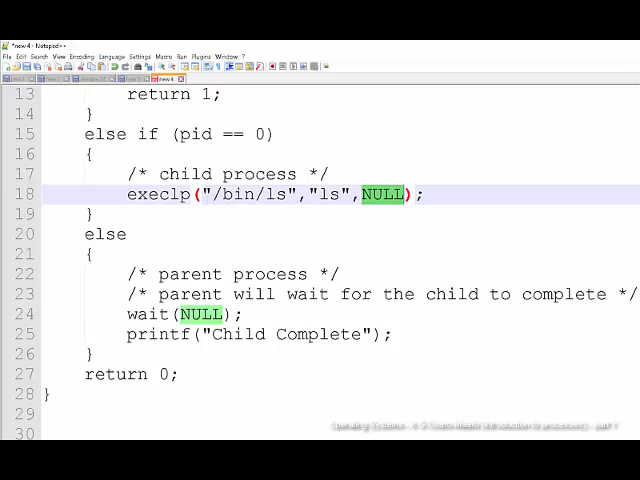 *new 4 - Notepad++
File Edit Search View Encoding Language Settings Macro Run Plugins Window ?
new 4
13 return 1;
14 }
15 else if (pid == 0)
16 {
17 /* child process */
18 execlp("/bin/ls","ls",NULL);
19 }
20 else
21 {
22 /* parent process */
23 /* parent will wait for the child to complete */
24 wait(NULL);
25 printf("Child Complete");
26 }
27 return 0;
28 }
29
30